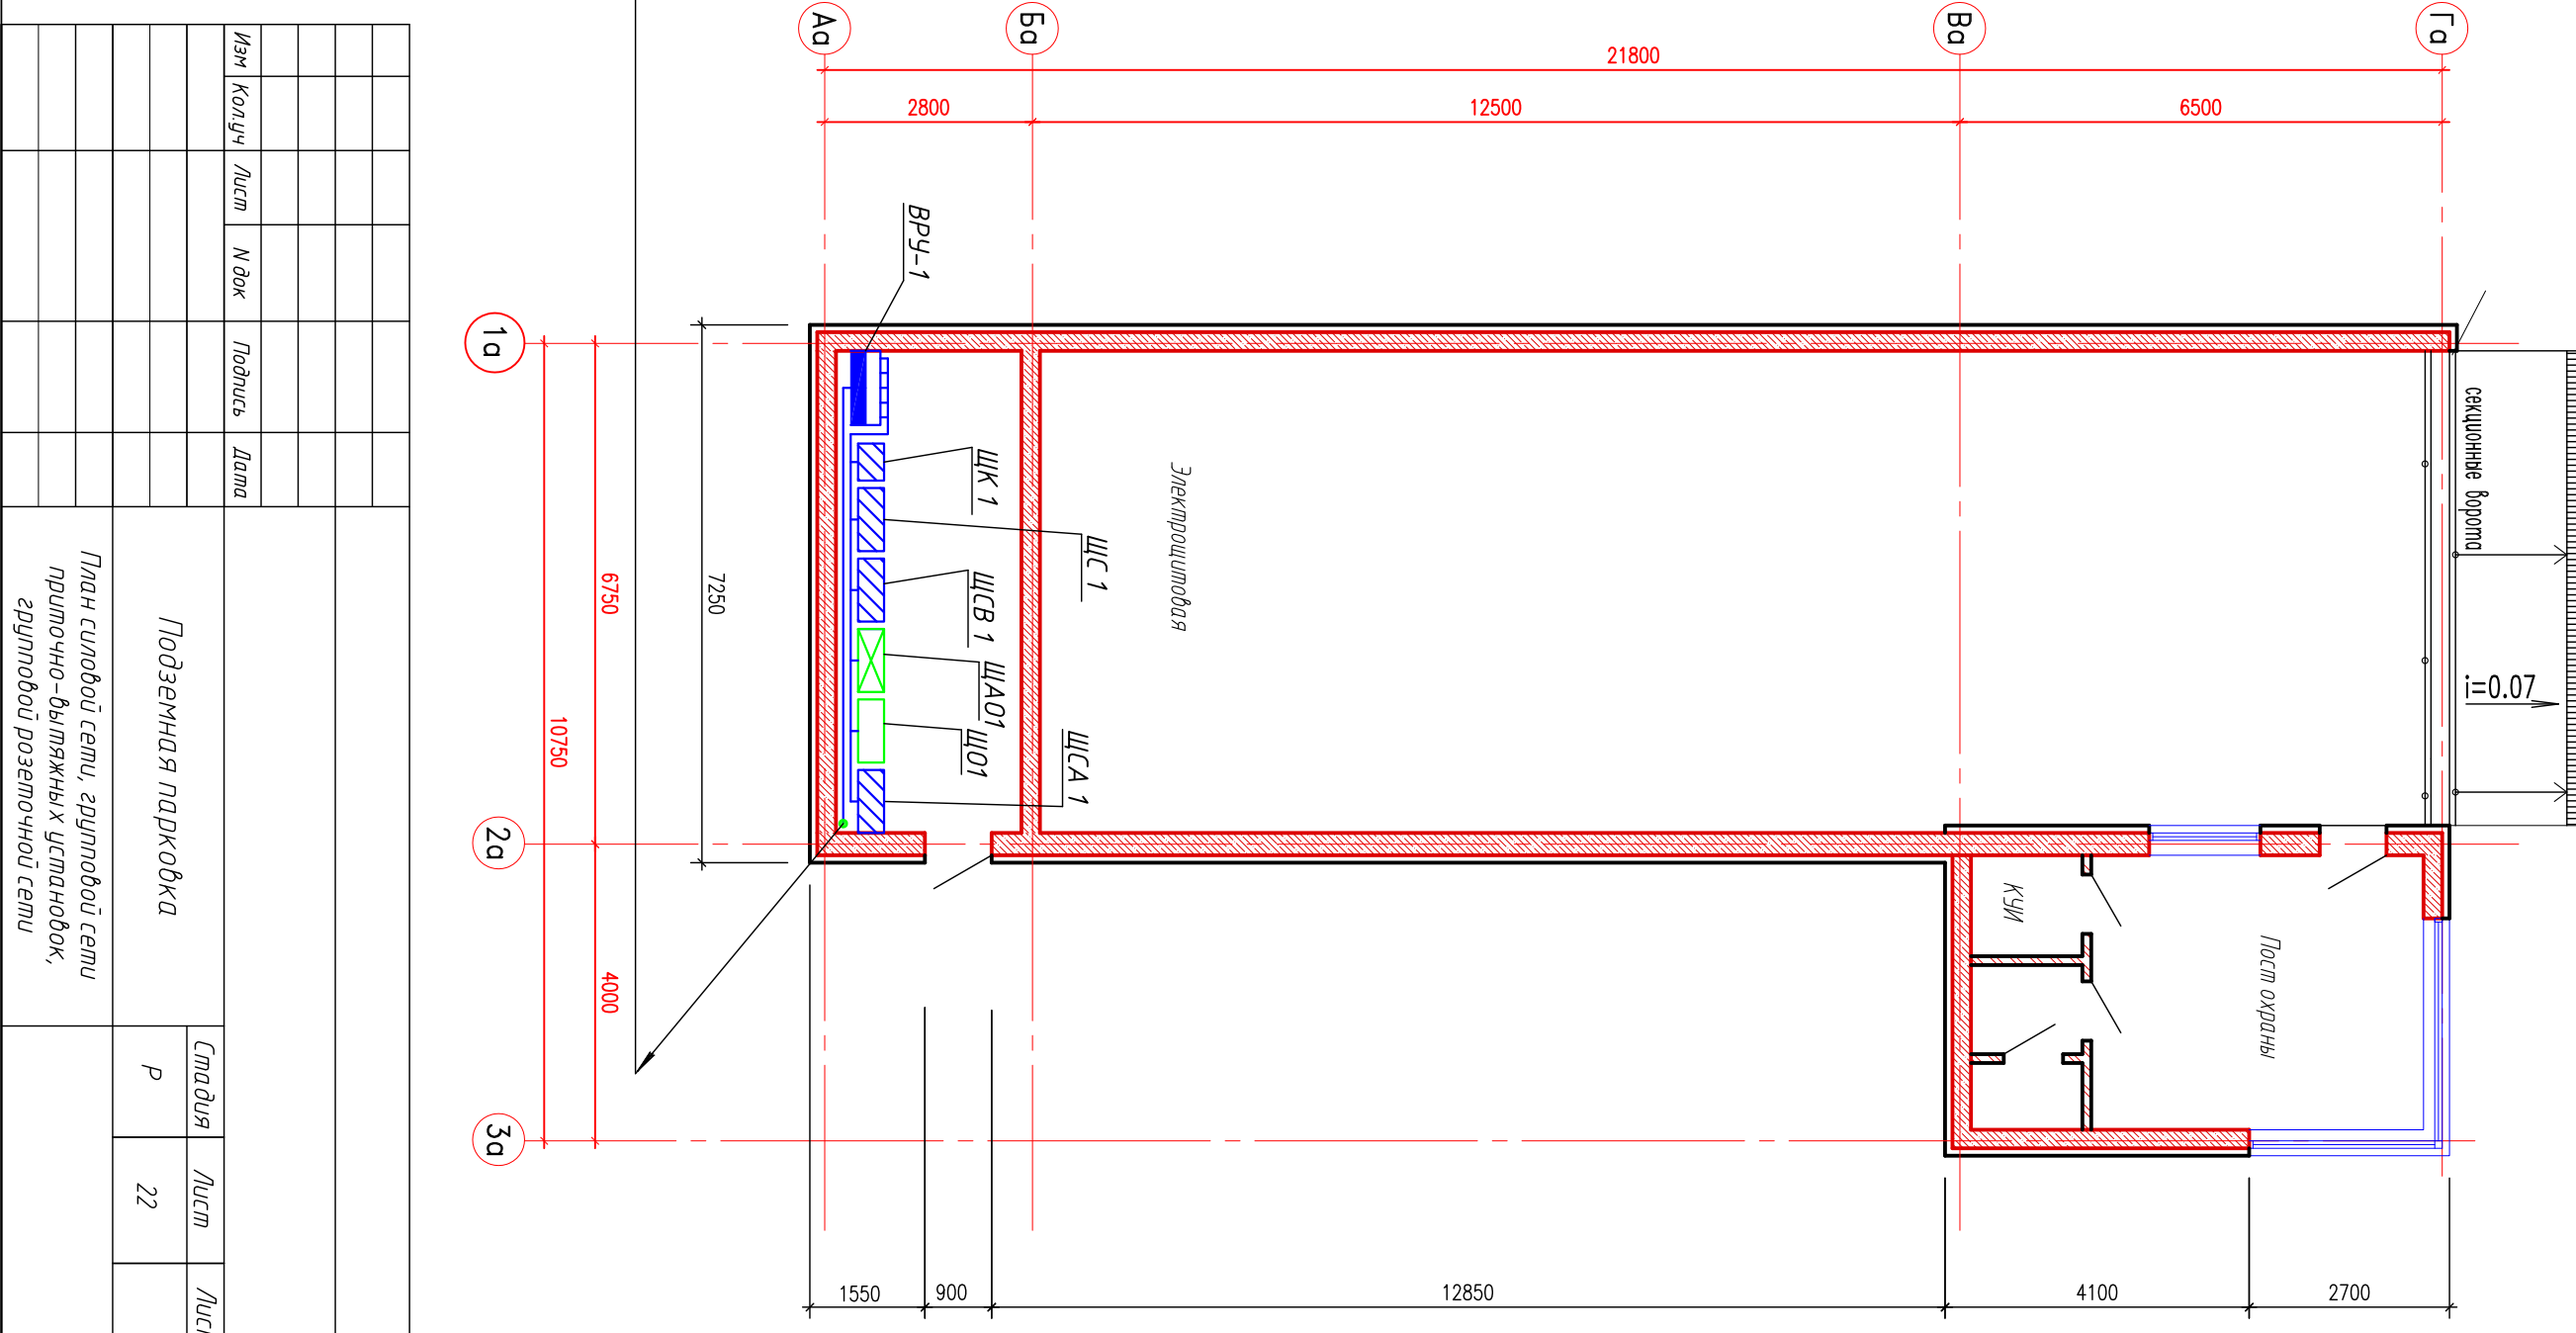 Аа
Ба
Ва
Га
21800
2800
12500
6500
ВРУ-1
1а
2а
3а
6750
4000
10750
7250
ЩК 1
ЩС 1
ЩСВ 1
ЩАО1
ЩО1
ЩСА 1
Электрощитовая
секционные ворота
i=0.07
КУИ
Пост охраны
1550
900
12850
4100
2700
Изм
Кол.уч
Лист
N док
Подпись
Дата
Подземная парковка
Стадия
Лист
Р
22
План силовой сети, групповой сети
приточно-вытяжных установок,
групповой розеточной сети